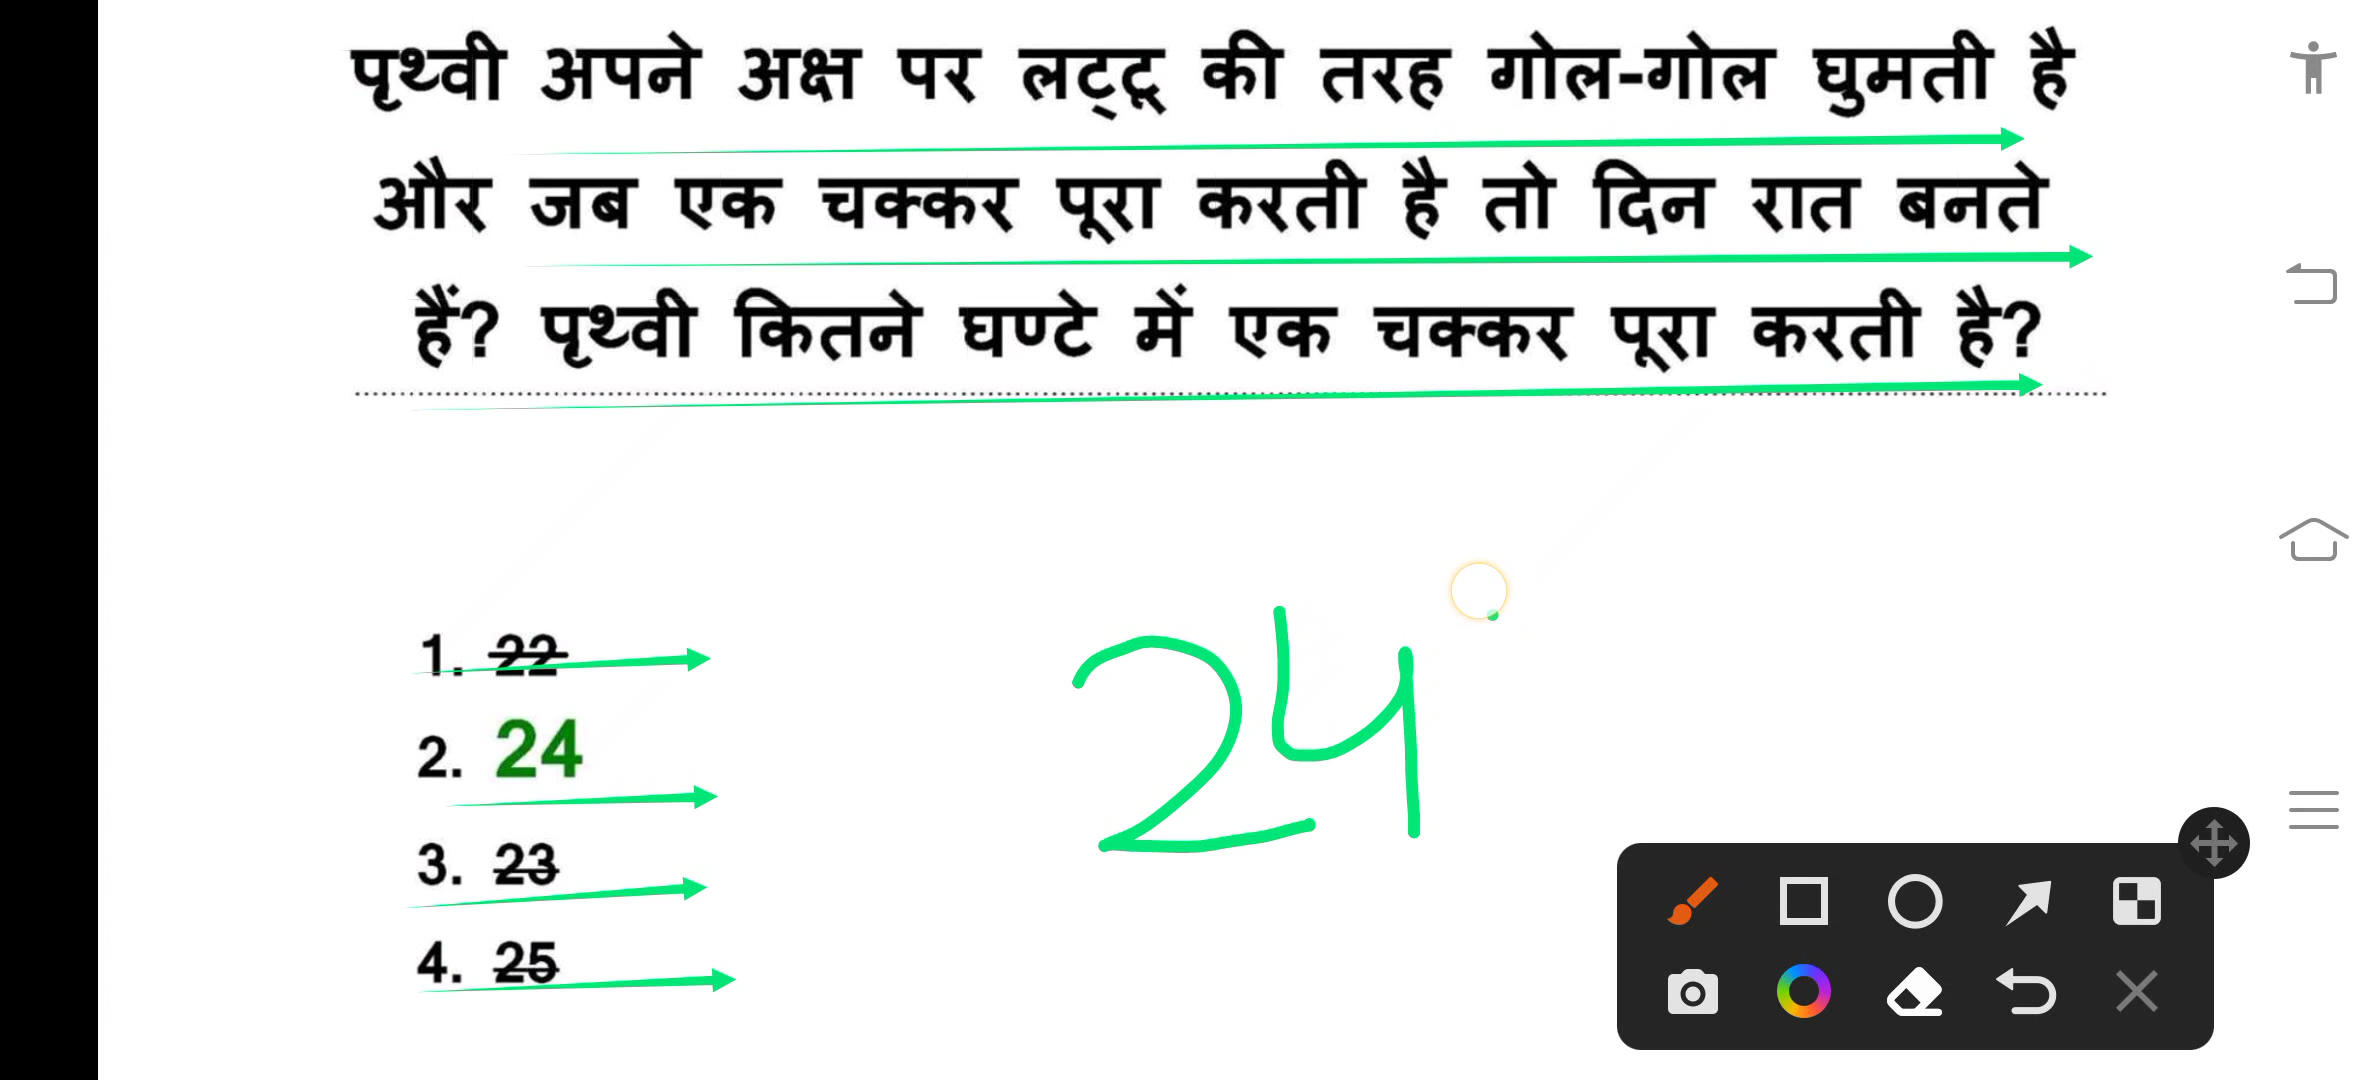 पृथ्वी अपने अक्ष पर लट्टू की तरह गोल-गोल घुमती है
और जब एक चक्कर पूरा करती है तो दिन रात बनते
हैं? पृथ्वी कितने घण्टे में एक चक्कर पूरा करती है?
1. 22
2. 24
3. 23
4. 25
24